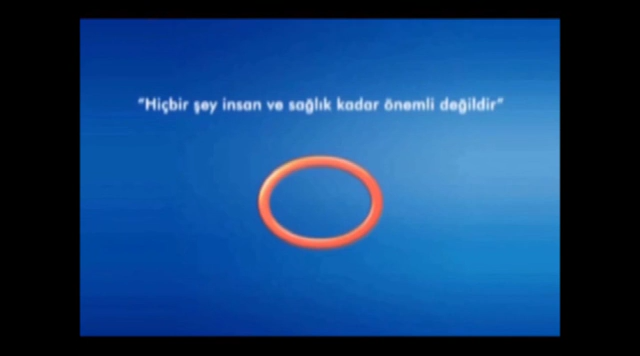 “Hiçbir şey insan ve sağlık kadar önemli değildir”